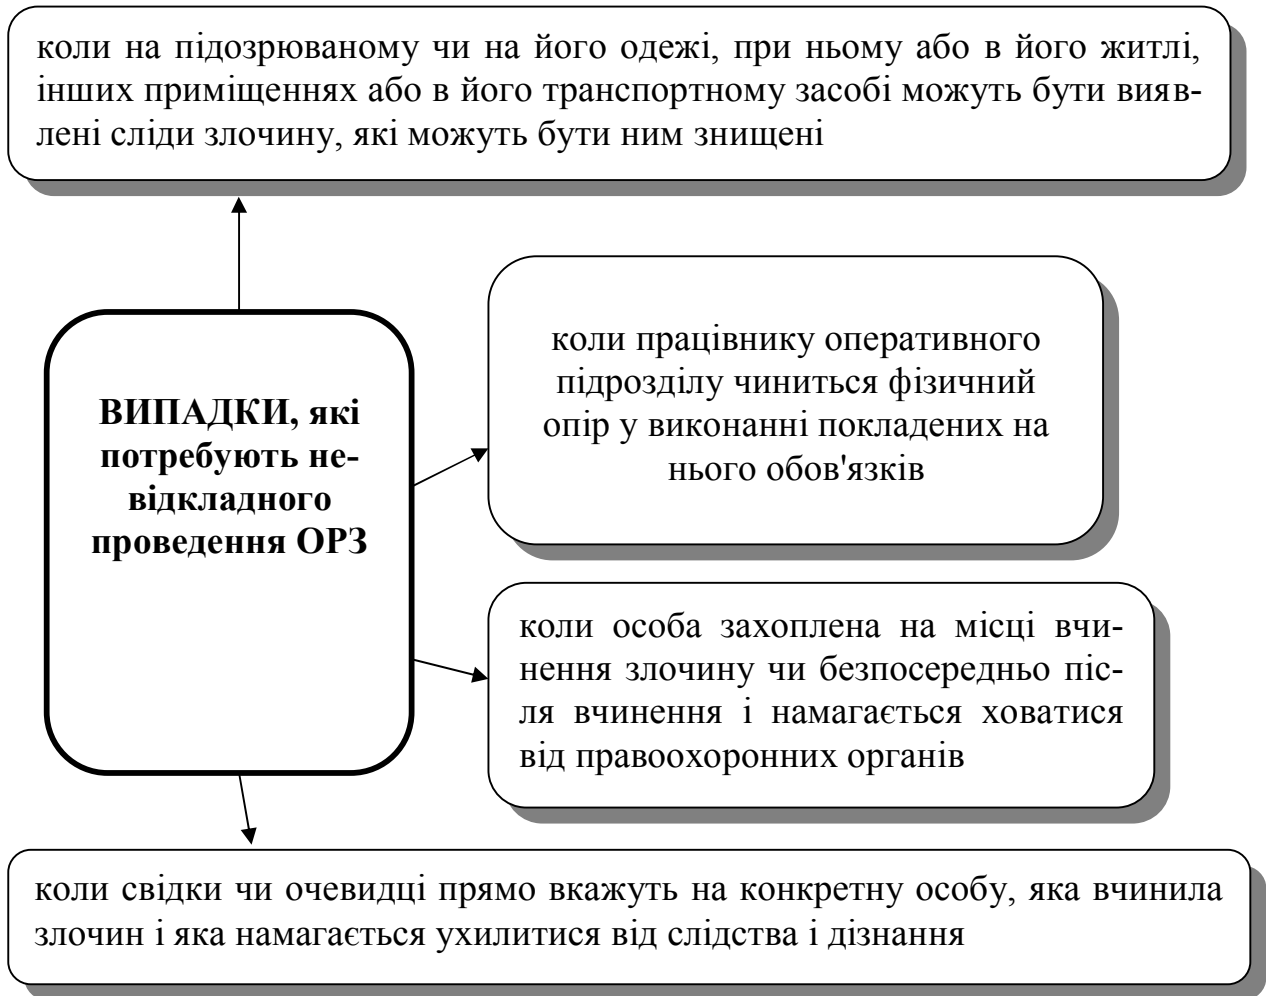 коли на підозрюваному чи на його одежі, при ньому або в його житлі,
інших приміщеннях або в його транспортному засобі можуть бути вияв-
лені сліди злочину, які можуть бути ним знищені
ВИПАДКИ, які
потребують не-
відкладного
проведення ОРЗ
коли працівнику оперативного
підрозділу чиниться фізичний
опір у виконанні покладених на
нього обов'язків
коли особа захоплена на місці вчи-
нення злочину чи безпосередньо піс-
ля вчинення і намагається ховатися
від правоохоронних органів
коли свідки чи очевидці прямо вкажуть на конкретну особу, яка вчинила
злочин і яка намагається ухилитися від слідства і дізнання